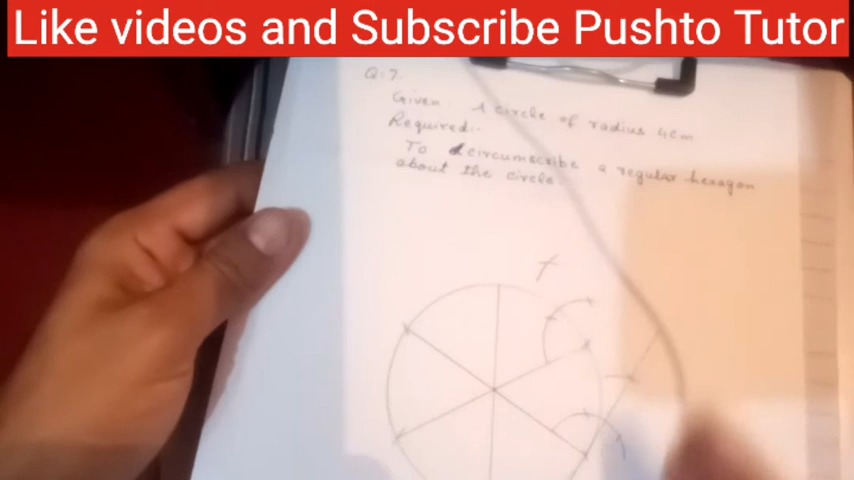 Like videos and Subscribe Pushto Tutor
Q:7.
Given:- A circle of radius 4cm
Required:-
To circumscribe a regular hexagon
about the circle.